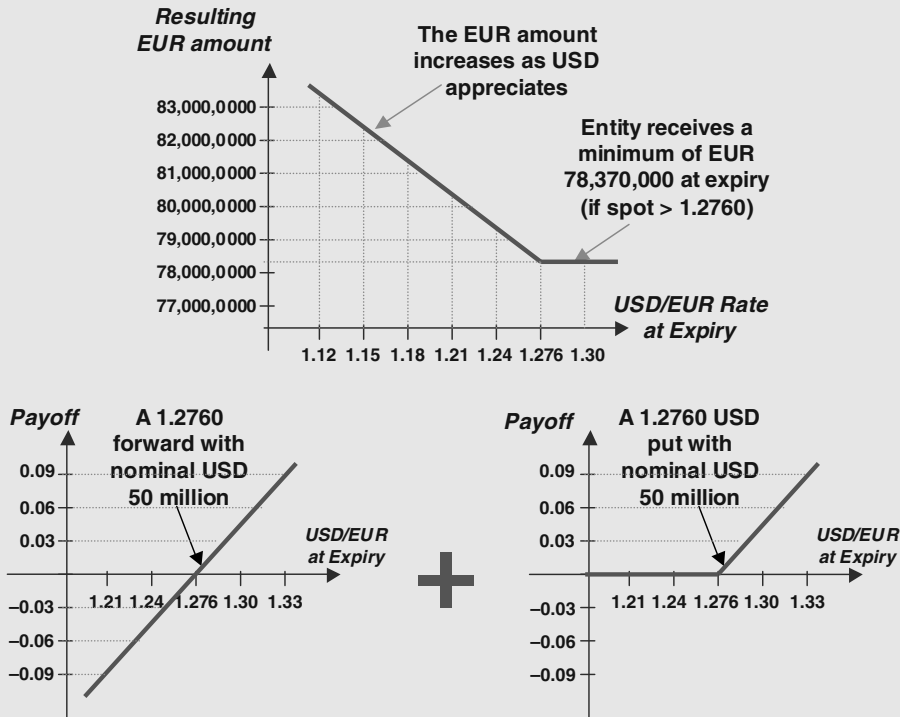 Resulting
EUR amount
The EUR amount
increases as USD
appreciates
Entity receives a
minimum of EUR
78,370,000 at expiry
(if spot > 1.2760)
83,000,0000
82,000,0000
81,000,0000
80,000,0000
79,000,0000
78,000,0000
77,000,0000
USD/EUR Rate
at Expiry
1.12 1.15 1.18 1.21 1.24 1.276 1.30
Payoff
A 1.2760
forward with
nominal USD
50 million
0.09
0.06
0.03
–0.03
–0.06
–0.09
USD/EUR
at Expiry
1.21 1.24 1.276 1.30 1.33
+
Payoff
A 1.2760 USD
put with
nominal USD
50 million
0.09
0.06
0.03
–0.03
–0.06
–0.09
USD/EUR
at Expiry
1.21 1.24 1.276 1.30 1.33